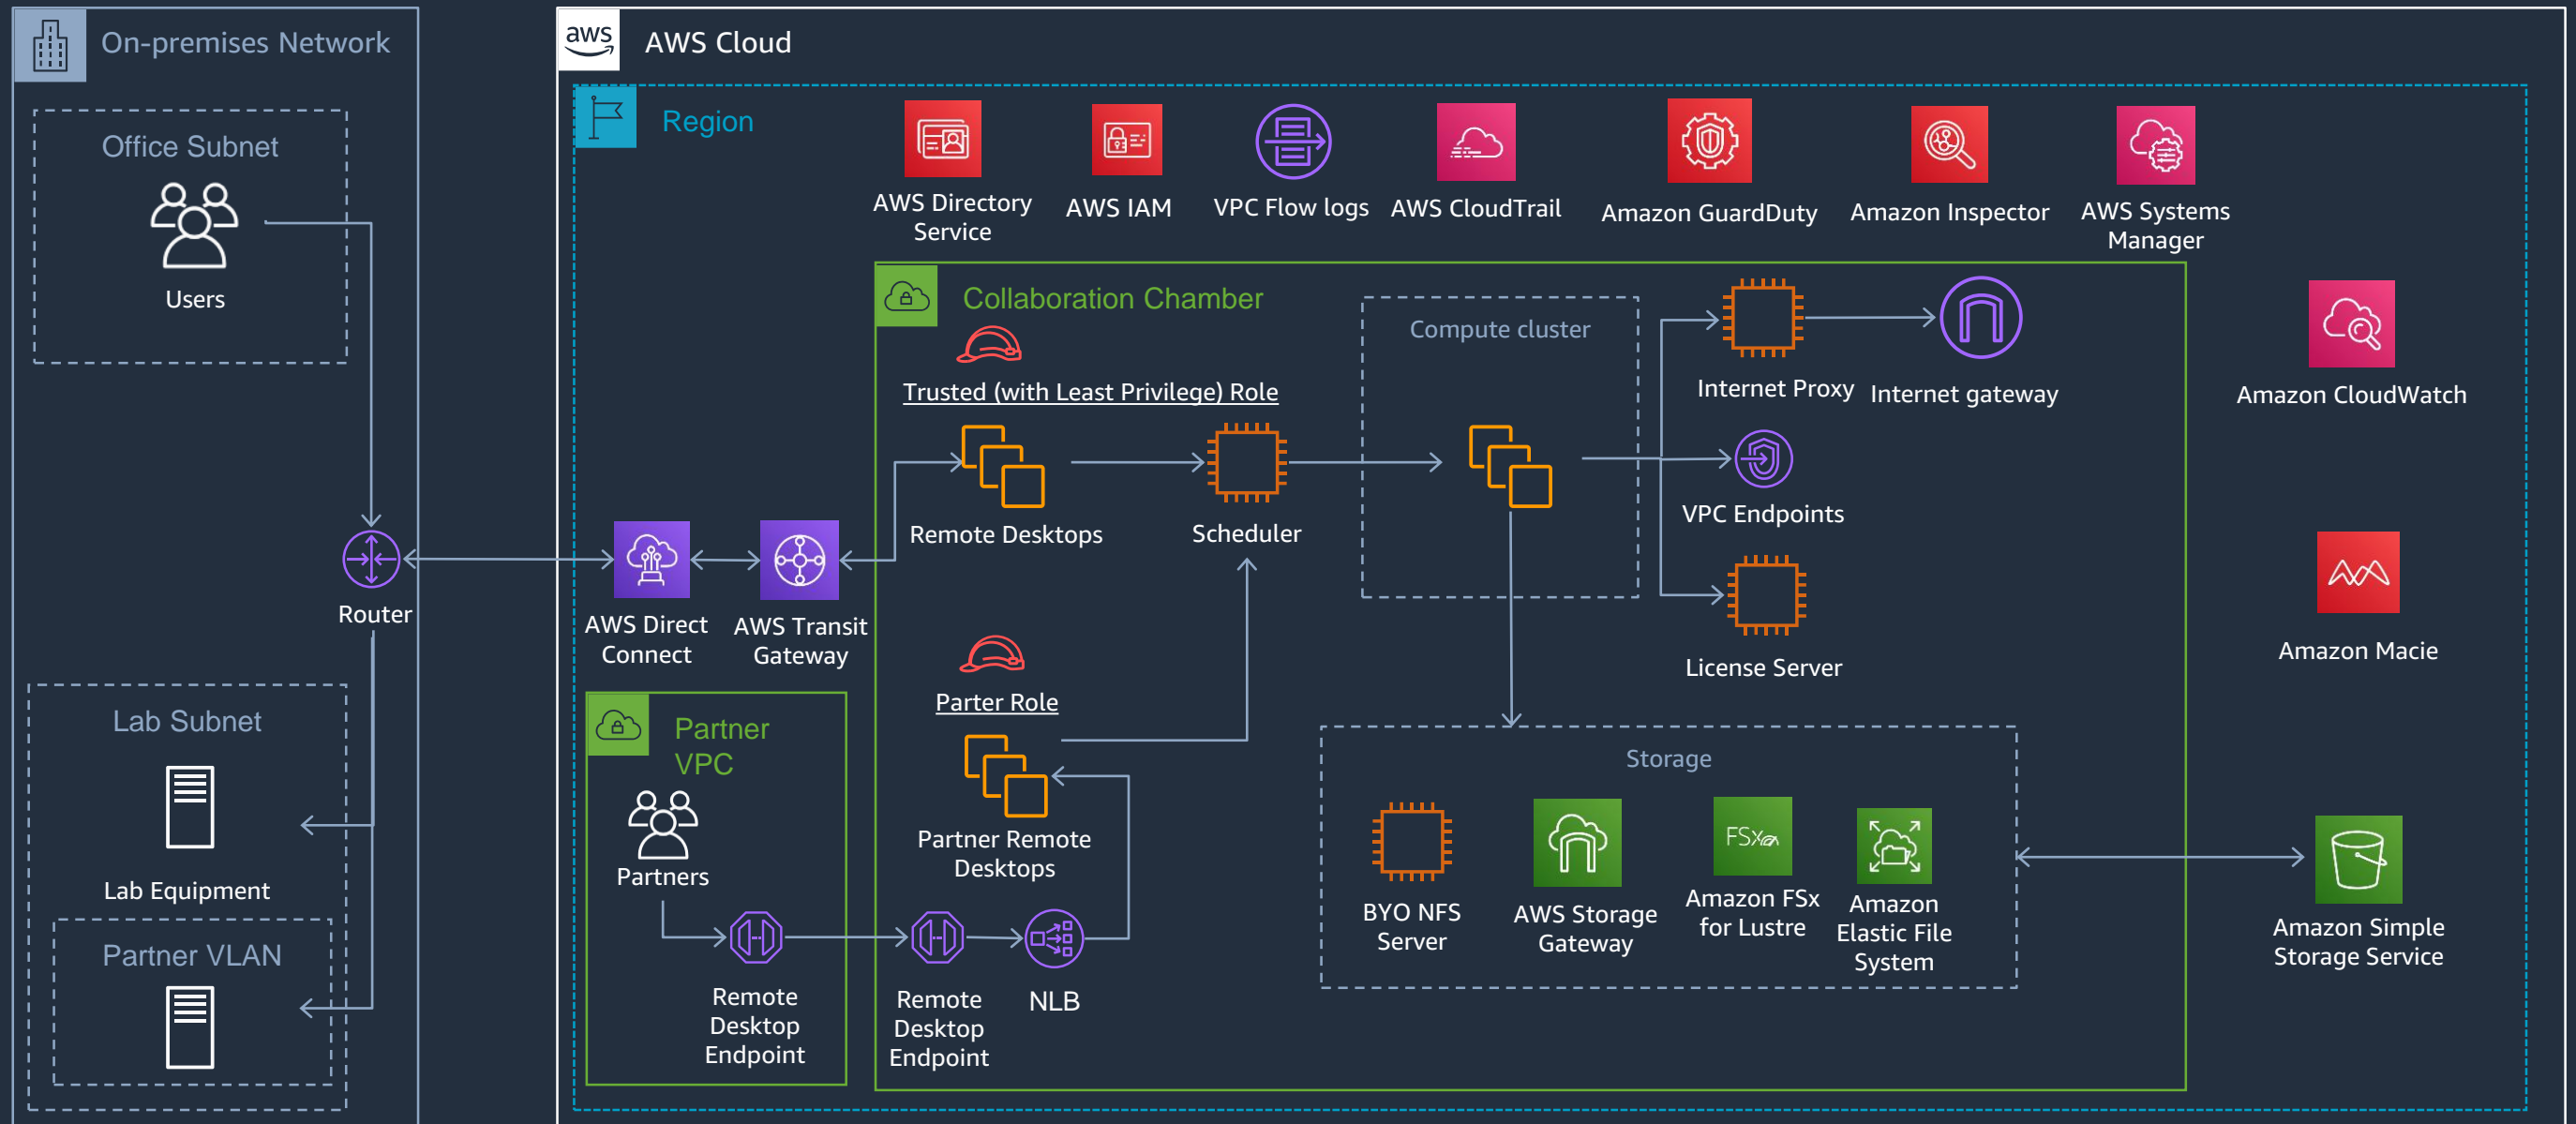 On-premises Network
Office Subnet
Users
Router
Lab Subnet
Lab Equipment
Partner VLAN
aws
AWS Cloud
Region
AWS Directory
Service
AWS IAM
VPC Flow logs
AWS CloudTrail
Amazon GuardDuty
Amazon Inspector
AWS Systems
Manager
Amazon CloudWatch
Amazon Macie
Amazon Simple
Storage Service
AWS Direct
Connect
AWS Transit
Gateway
Partner
VPC
Partners
Remote
Desktop
Endpoint
Collaboration Chamber
Trusted (with Least Privilege) Role
Remote Desktops
Scheduler
Compute cluster
Internet Proxy
Internet gateway
VPC Endpoints
License Server
Parter Role
Partner Remote
Desktops
Remote
Desktop
Endpoint
NLB
Storage
BYO NFS
Server
AWS Storage
Gateway
FSx
Amazon FSx
for Lustre
Amazon
Elastic File
System